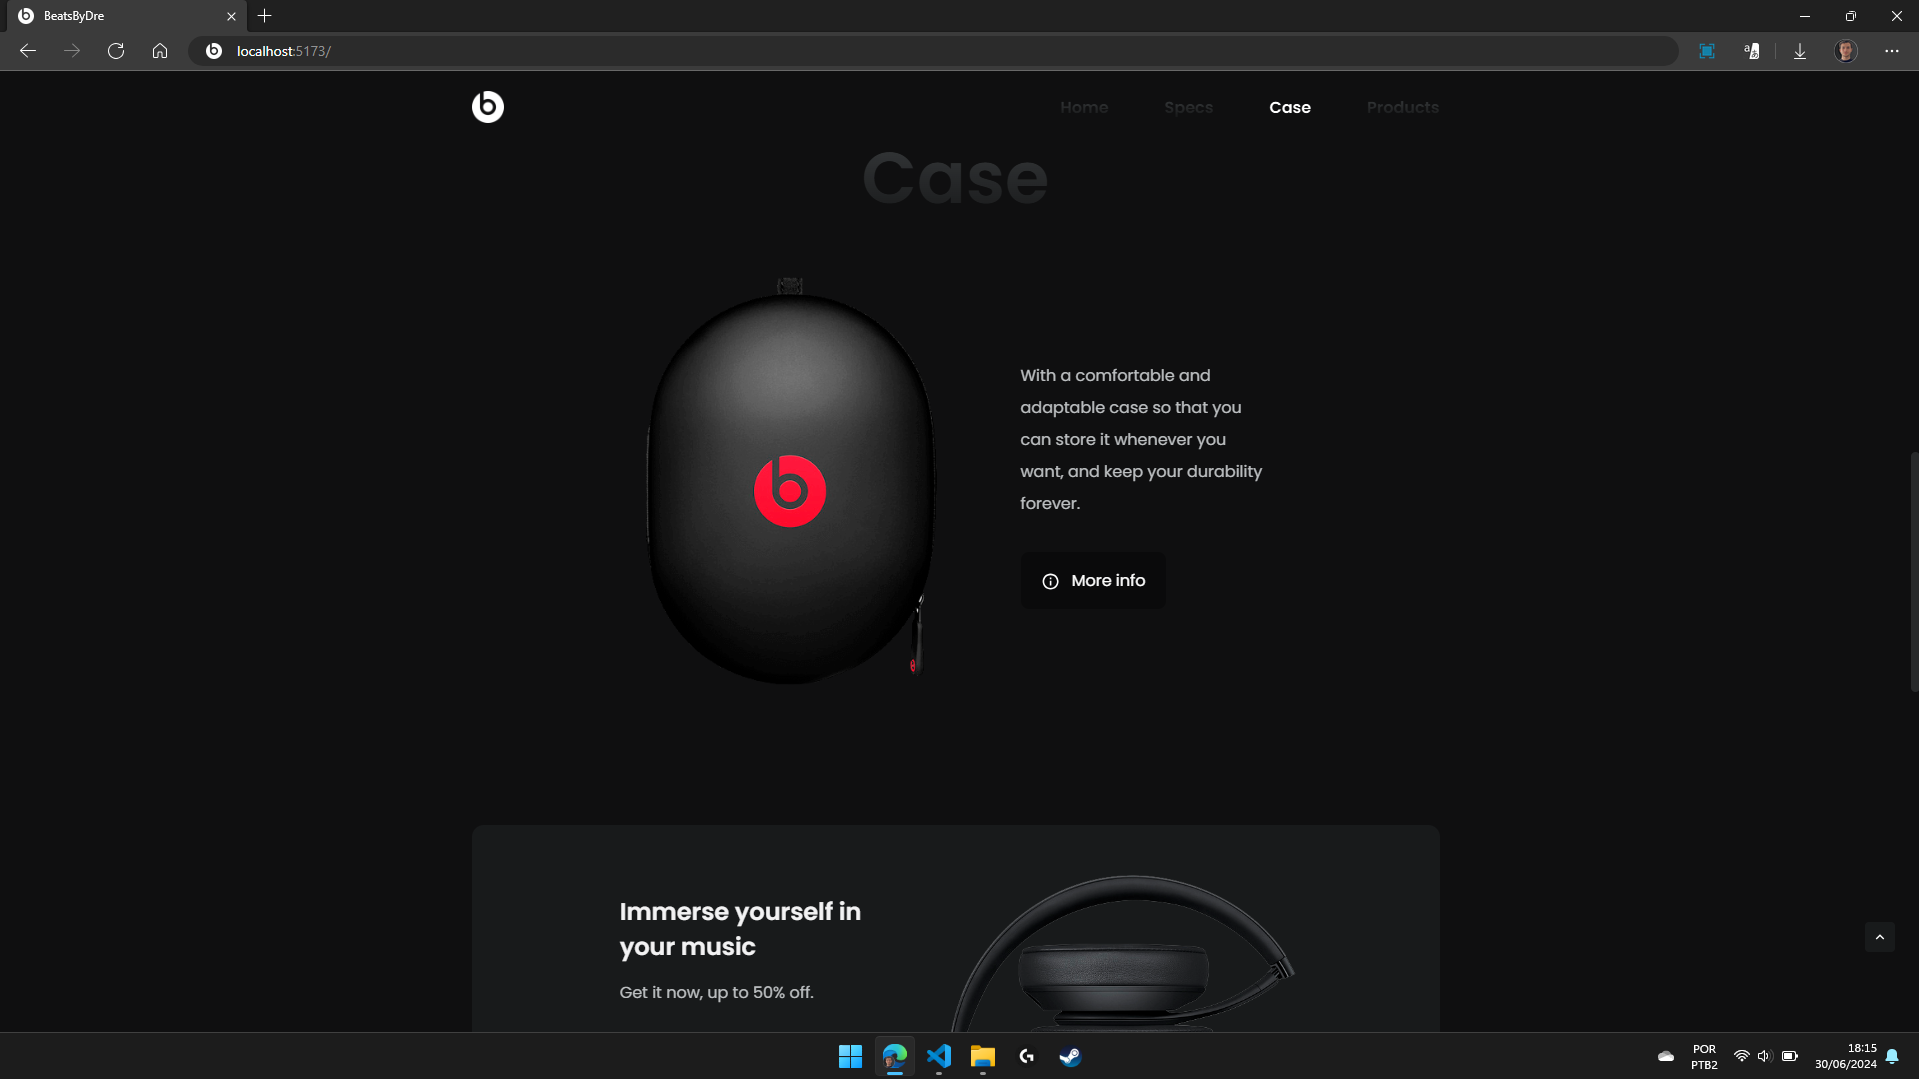 BeatsByDre
localhost:5173/
Home Specs Case Products
Case
With a comfortable and
adaptable case so that you
can store it whenever you
want, and keep your durability
forever.
More info
Immerse yourself in
your music
Get it now, up to 50% off.
POR
PTB2
18:15
30/06/2024